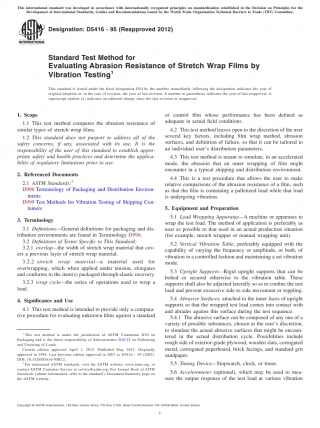 This international standard was developed in accordance with internationally recognized principles on standardization established in the Decision on Principles for the
Development of International Standards, Guides and Recommendations issued by the World Trade Organization Technical Barriers to Trade (TBT) Committee.
Designation: D5416 − 95 (Reapproved 2012)
Standard Test Method for
Evaluating Abrasion Resistance of Stretch Wrap Films by
Vibration Testing1
This standard is issued under the fixed designation D5416; the number immediately following the designation indicates the year of
original adoption or, in the case of revision, the year of last revision. A number in parentheses indicates the year of last reapproval. A
superscript epsilon (ε) indicates an editorial change since the last revision or reapproval.
1. Scope
1.1 This test method compares the abrasion resistance of
similar types of stretch wrap films.
1.2 This standard does not purport to address all of the
safety concerns, if any, associated with its use. It is the
responsibility of the user of this standard to establish appro-
priate safety and health practices and determine the applica-
bility of regulatory limitations prior to use.
2. Referenced Documents
2.1 ASTM Standards:2
D996 Terminology of Packaging and Distribution Environ-
ments
D999 Test Methods for Vibration Testing of Shipping Con-
tainers
3. Terminology
3.1 Definitions—General definitions for packaging and dis-
tribution environments are found in Terminology D996.
3.2 Definitions of Terms Specific to This Standard:
3.2.1 overlap—the width of stretch wrap material that cov-
ers a previous layer of stretch wrap material.
3.2.2 stretch wrap material—a material used for
overwrapping, which when applied under tension, elongates
and conforms to the item(s) packaged through elastic recovery.
3.2.3 wrap cycle—the series of operations used to wrap a
load.
4. Significance and Use
4.1 This test method is intended to provide only a compara-
tive procedure for evaluating unknown films against a standard
1 This test method is under the jurisdiction of ASTM Committee D10 on
Packaging and is the direct responsibility of Subcommittee D10.25 on Palletizing
and Unitizing of Loads.
Current edition approved April 1, 2012. Published May 2012. Originally
approved in 1993. Last previous edition approved in 2007 as D5416 – 95 (2007).
DOI: 10.1520/D5416-95R12.
2 For referenced ASTM standards, visit the ASTM website, www.astm.org, or
contact ASTM Customer Service at service@astm.org. For Annual Book of ASTM
Standards volume information, refer to the standard's Document Summary page on
the ASTM website.
or control film whose performance has been defined as
adequate in actual field conditions.
4.2 This test method leaves open to the discretion of the user
several key factors, including film wrap method, abrasion
surfaces, and definition of failure, so that it can be tailored to
an individual user's distribution parameters.
4.3 This test method is meant to simulate, in an accelerated
mode, the abrasion that an outer wrapping of film might
encounter in a typical shipping and distribution environment.
4.4 This is a test procedure that allows the user to make
relative comparisons of the abrasion resistance of a film, such
as that the film is containing a palletized load while that load
is undergoing vibration.
5. Equipment and Preparation
5.1 Load Wrapping Apparatus—A machine or apparatus to
wrap the test load. The method of application is preferably as
near as possible to that used in an actual production situation
(for example, stretch wrapper or manual wrapping unit).
5.2 Vertical Vibration Table, preferably equipped with the
capability of varying the frequency or amplitude, or both, of
vibration in a controlled fashion and maintaining a set vibration
mode.
5.3 Upright Supports—Rigid upright supports that can be
bolted or secured otherwise to the vibration table. These
supports shall also be adjusted laterally so as to confine the test
load and prevent excessive side to side movement or toppling.
5.4 Abrasive Surfaces, attached to the inner faces of upright
supports so that the wrapped test load comes into contact with
and abrades against this surface during the test sequence.
5.4.1 The abrasive surface can be composed of any one of a
variety of possible substances, chosen at the user's discretion,
to simulate the actual abrasive surfaces that might be encoun-
tered in the actual distribution cycle. Possibilities include
rough side of exterior-grade plywood, wooden slats, corrugated
metal, corrugated paperboard, brick facings, and standard grit
sandpaper.
5.5 Timing Device—Stopwatch, clock, or timer.
5.6 Accelerometer (optional), which may be used to mea-
sure the output response of the test load at various vibration
Copyright © ASTM International, 100 Barr Harbor Drive, PO Box C700, West Conshohocken, PA 19428-2959. United States
1